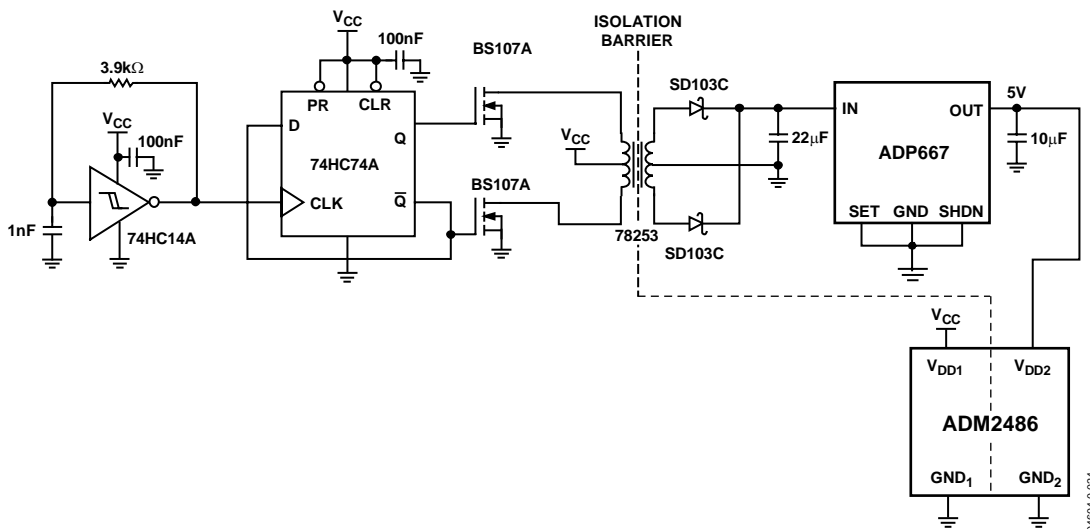 ISOLATION
BARRIER
VCC
100nF
BS107A
3.9kΩ
SD103C
PR
CLR
5V
IN
OUT
VCC
D
100nF
Q
VCC
22µF
ADP667
10µF
74HC74A
BS107A
CLK
Q
SET
GND
SHDN
1nF
74HC14A
78253
SD103C
VCC
VDD1
VDD2
ADM2486
GND1
GND2